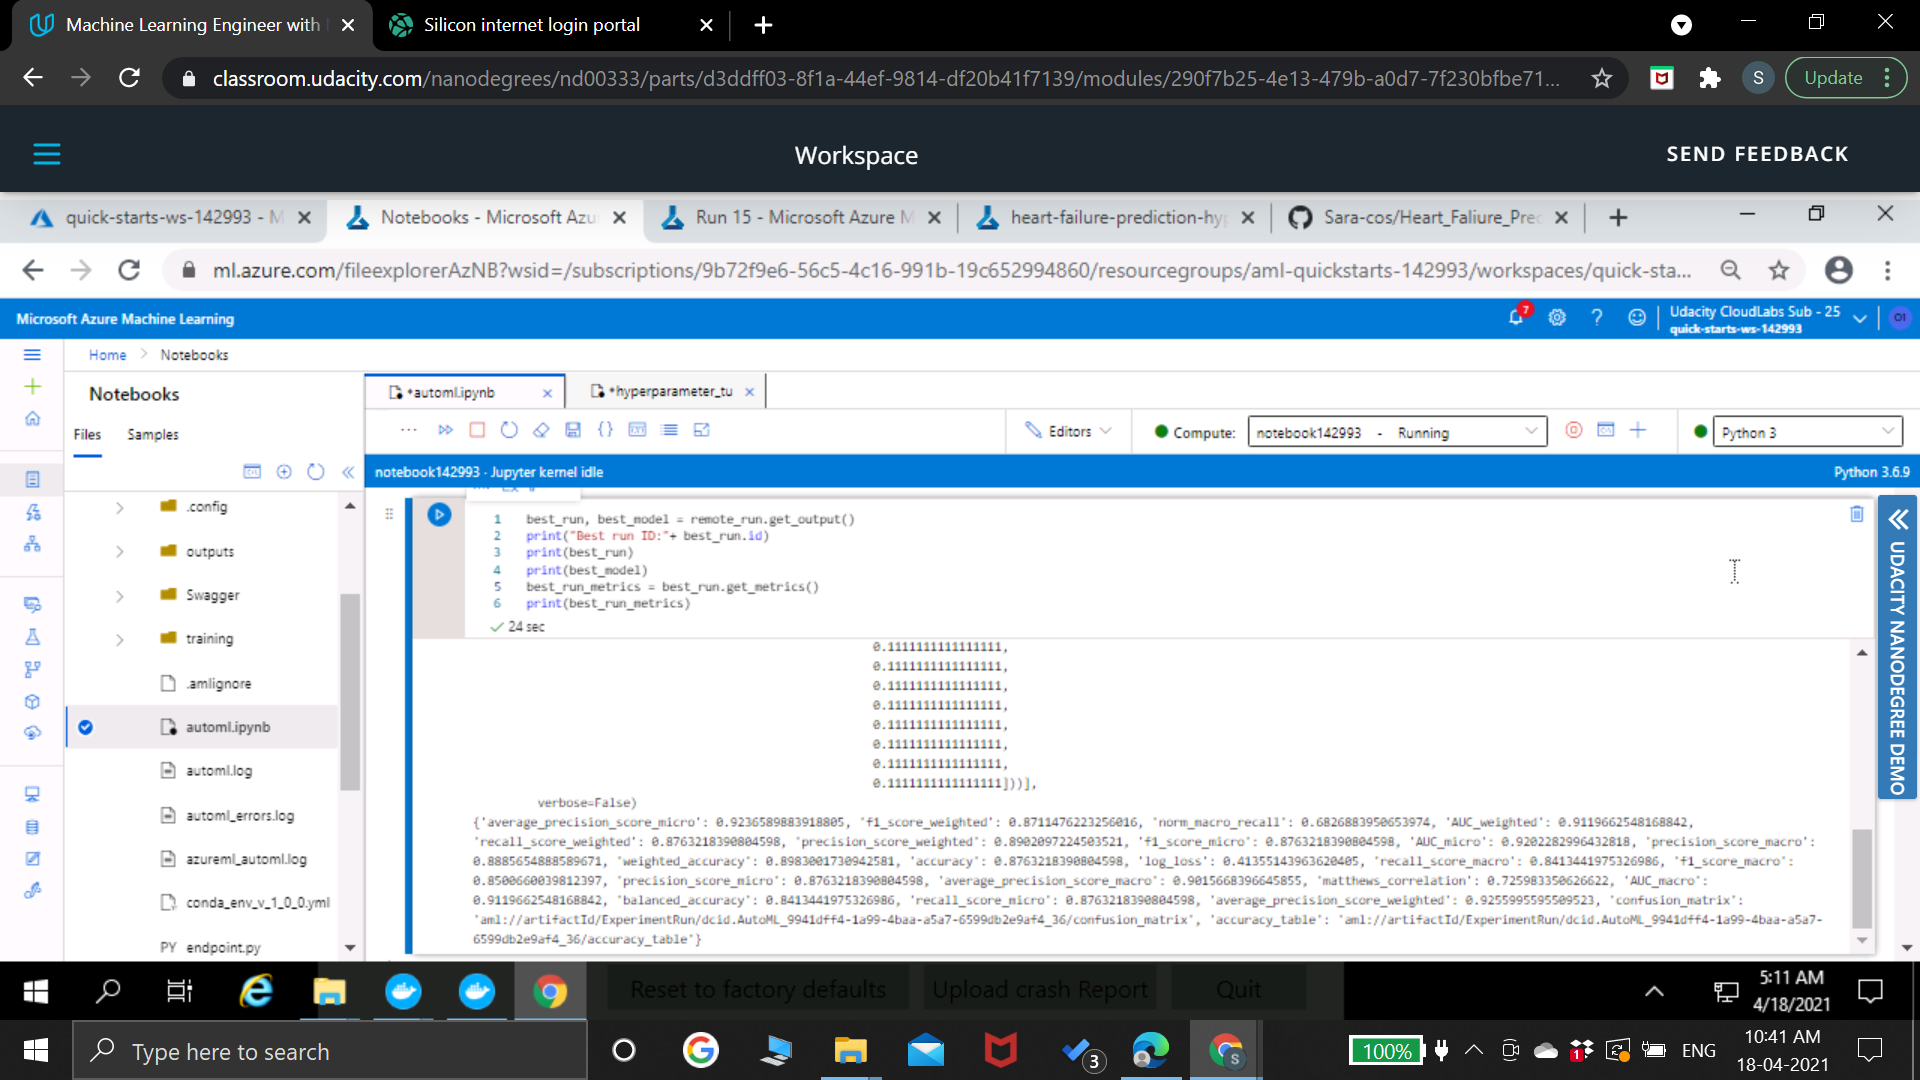 Machine Learning Engineer with
Silicon internet login portal
classroom.udacity.com/nanodegrees/nd00333/parts/d3ddff03-8f1a-44ef-9814-df20b41f7139/modules/290f7b25-4e13-479b-a0d7-7f230bfbe71...
S
Update
Workspace
SEND FEEDBACK
quick-starts-ws-142993 - M
Notebooks - Microsoft Azu
Run 15 - Microsoft Azure M
heart-failure-prediction-hyp
Sara-cos/Heart_Faliure_Prec
ml.azure.com/fileexplorerAzNB?wsid=/subscriptions/9b72f9e6-56c5-4c16-991b-19c652994860/resourcegroups/aml-quickstarts-142993/workspaces/quick-sta...
Microsoft Azure Machine Learning
7
Udacity CloudLabs Sub - 25
quick-starts-ws-142993
OI
Home > Notebooks
Notebooks
*automl.ipynb
*hyperparameter_tu
Files
Samples
Editors
Compute:
notebook142993 - Running
Python 3
notebook142993 · Jupyter kernel idle
Python 3.6.9
.config
outputs
Swagger
training
.amlignore
automl.ipynb
automl.log
automl_errors.log
azureml_automl.log
conda_env_v_1_0_0.yml
PY endpoint.py
1 best_run, best_model = remote_run.get_output()
2 print("Best run ID:"+ best_run.id)
3 print(best_run)
4 print(best_model)
5 best_run_metrics = best_run.get_metrics()
6 print(best_run_metrics)
24 sec
0.1111111111111111,
0.1111111111111111,
0.1111111111111111,
0.1111111111111111,
0.1111111111111111,
0.1111111111111111,
0.1111111111111111,
0.1111111111111111]))],
verbose=False)
{'average_precision_score_micro': 0.9236589883918805, 'f1_score_weighted': 0.8711476223256016, 'norm_macro_recall': 0.6826883950653974, 'AUC_weighted': 0.9119662548168842,
'recall_score_weighted': 0.8763218390804598, 'precision_score_weighted': 0.8902097224503521, 'f1_score_micro': 0.8763218390804598, 'AUC_micro': 0.9202282996432818, 'precision_score_macro':
0.8885654888589671, 'weighted_accuracy': 0.8983001730942581, 'accuracy': 0.8763218390804598, 'log_loss': 0.41355143963620405, 'recall_score_macro': 0.8413441975326986, 'f1_score_macro':
0.8500660039812397, 'precision_score_micro': 0.8763218390804598, 'average_precision_score_macro': 0.9015668396645855, 'matthews_correlation': 0.725983350626622, 'AUC_macro':
0.9119662548168842, 'balanced_accuracy': 0.8413441975326986, 'recall_score_micro': 0.8763218390804598, 'average_precision_score_weighted': 0.9255995595509523, 'confusion_matrix':
'aml://artifactId/ExperimentRun/dcid.AutoML_9941dff4-1a99-4baa-a5a7-6599db2e9af4_36/confusion_matrix', 'accuracy_table': 'aml://artifactId/ExperimentRun/dcid.AutoML_9941dff4-1a99-4baa-a5a7-
6599db2e9af4_36/accuracy_table'}
UDACITY NANODEGREE DEMO
Reset to factory defaults
Upload crash Report
Quit
5:11 AM
4/18/2021
Type here to search
3
S
100%
1
ENG
10:41 AM
18-04-2021